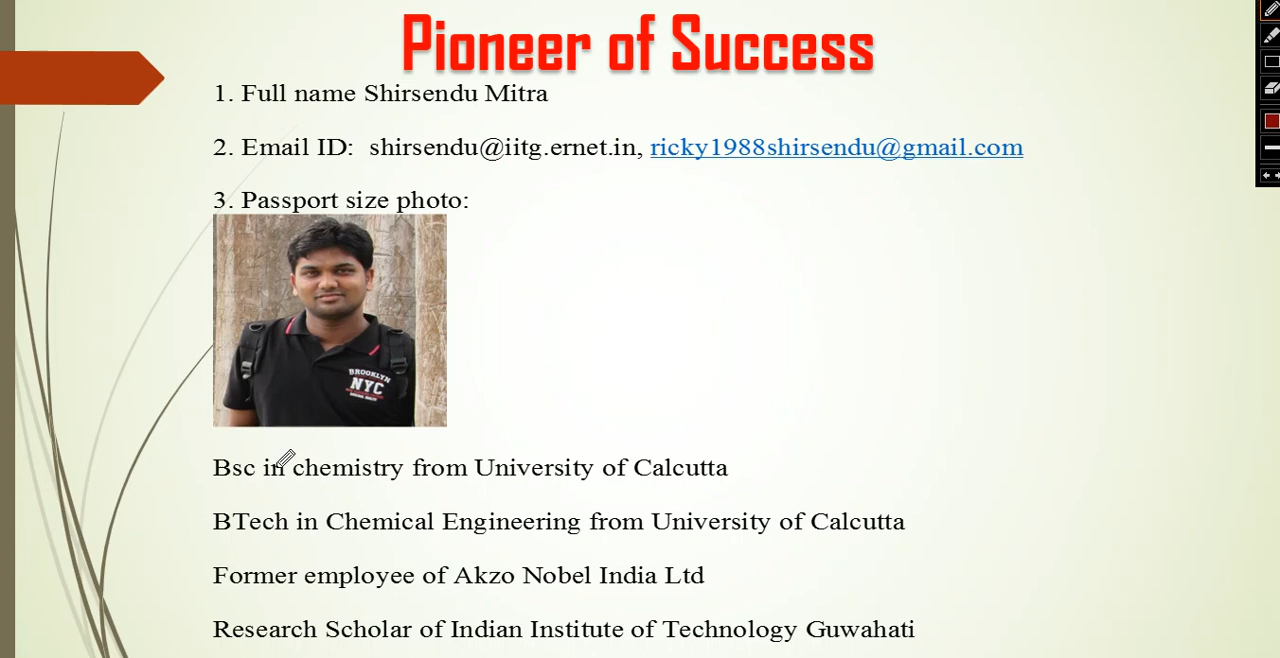 Pioneer of Success
1. Full name Shirsendu Mitra
2. Email ID: shirsendu@iitg.ernet.in, ricky1988shirsendu@gmail.com
3. Passport size photo:
BROOKLYN
NYC
Bsc in chemistry from University of Calcutta
BTech in Chemical Engineering from University of Calcutta
Former employee of Akzo Nobel India Ltd
Research Scholar of Indian Institute of Technology Guwahati